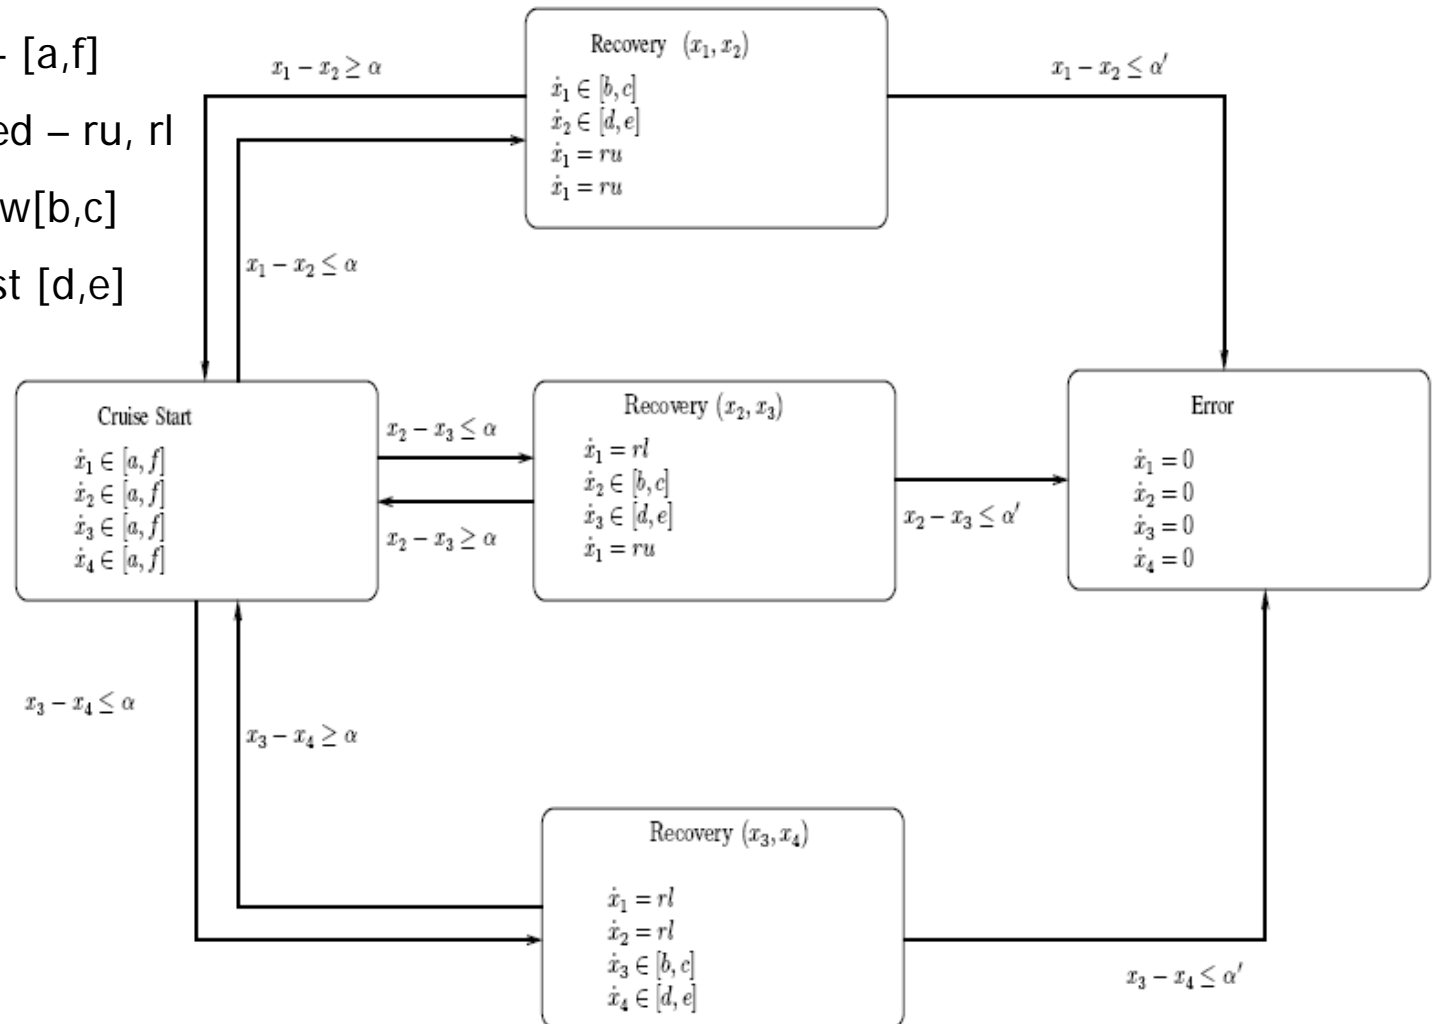 - [a,f]
ed – ru, rl
w[b,c]
st [d,e]
x₁ − x₂ ≥ α
x₁ − x₂ ≤ α
Recovery (x₁, x₂)
ẋ₁ ∈ [b, c]
ẋ₂ ∈ [d, e]
ẋ₁ = ru
ẋ₁ = ru
x₁ − x₂ ≤ α′
Cruise Start
ẋ₁ ∈ [a, f]
ẋ₂ ∈ [a, f]
ẋ₃ ∈ [a, f]
ẋ₄ ∈ [a, f]
x₂ − x₃ ≤ α
x₂ − x₃ ≥ α
Recovery (x₂, x₃)
ẋ₁ = rl
ẋ₂ ∈ [b, c]
ẋ₃ ∈ [d, e]
ẋ₁ = ru
x₂ − x₃ ≤ α′
Error
ẋ₁ = 0
ẋ₂ = 0
ẋ₃ = 0
ẋ₄ = 0
x₃ − x₄ ≤ α
x₃ − x₄ ≥ α
Recovery (x₃, x₄)
ẋ₁ = rl
ẋ₂ = rl
ẋ₃ ∈ [b, c]
ẋ₄ ∈ [d, e]
x₃ − x₄ ≤ α′